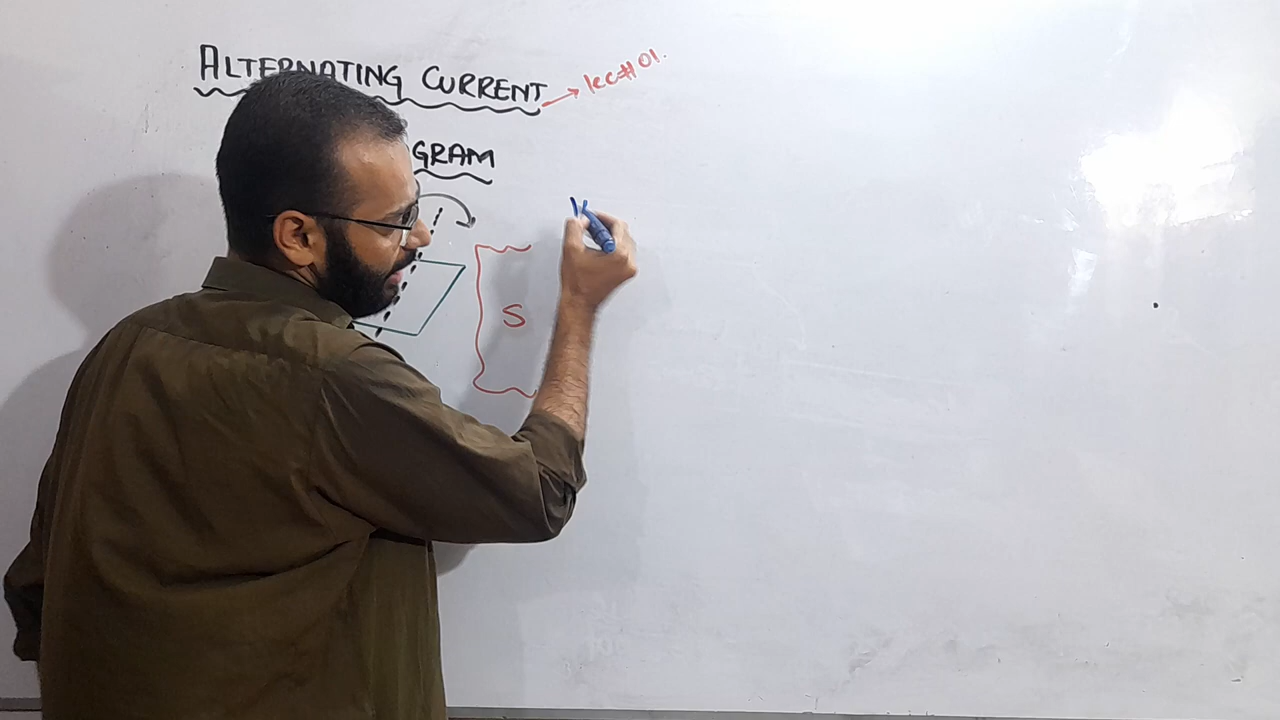 ALTERNATING CURRENT → lec# 01.
GRAM
S